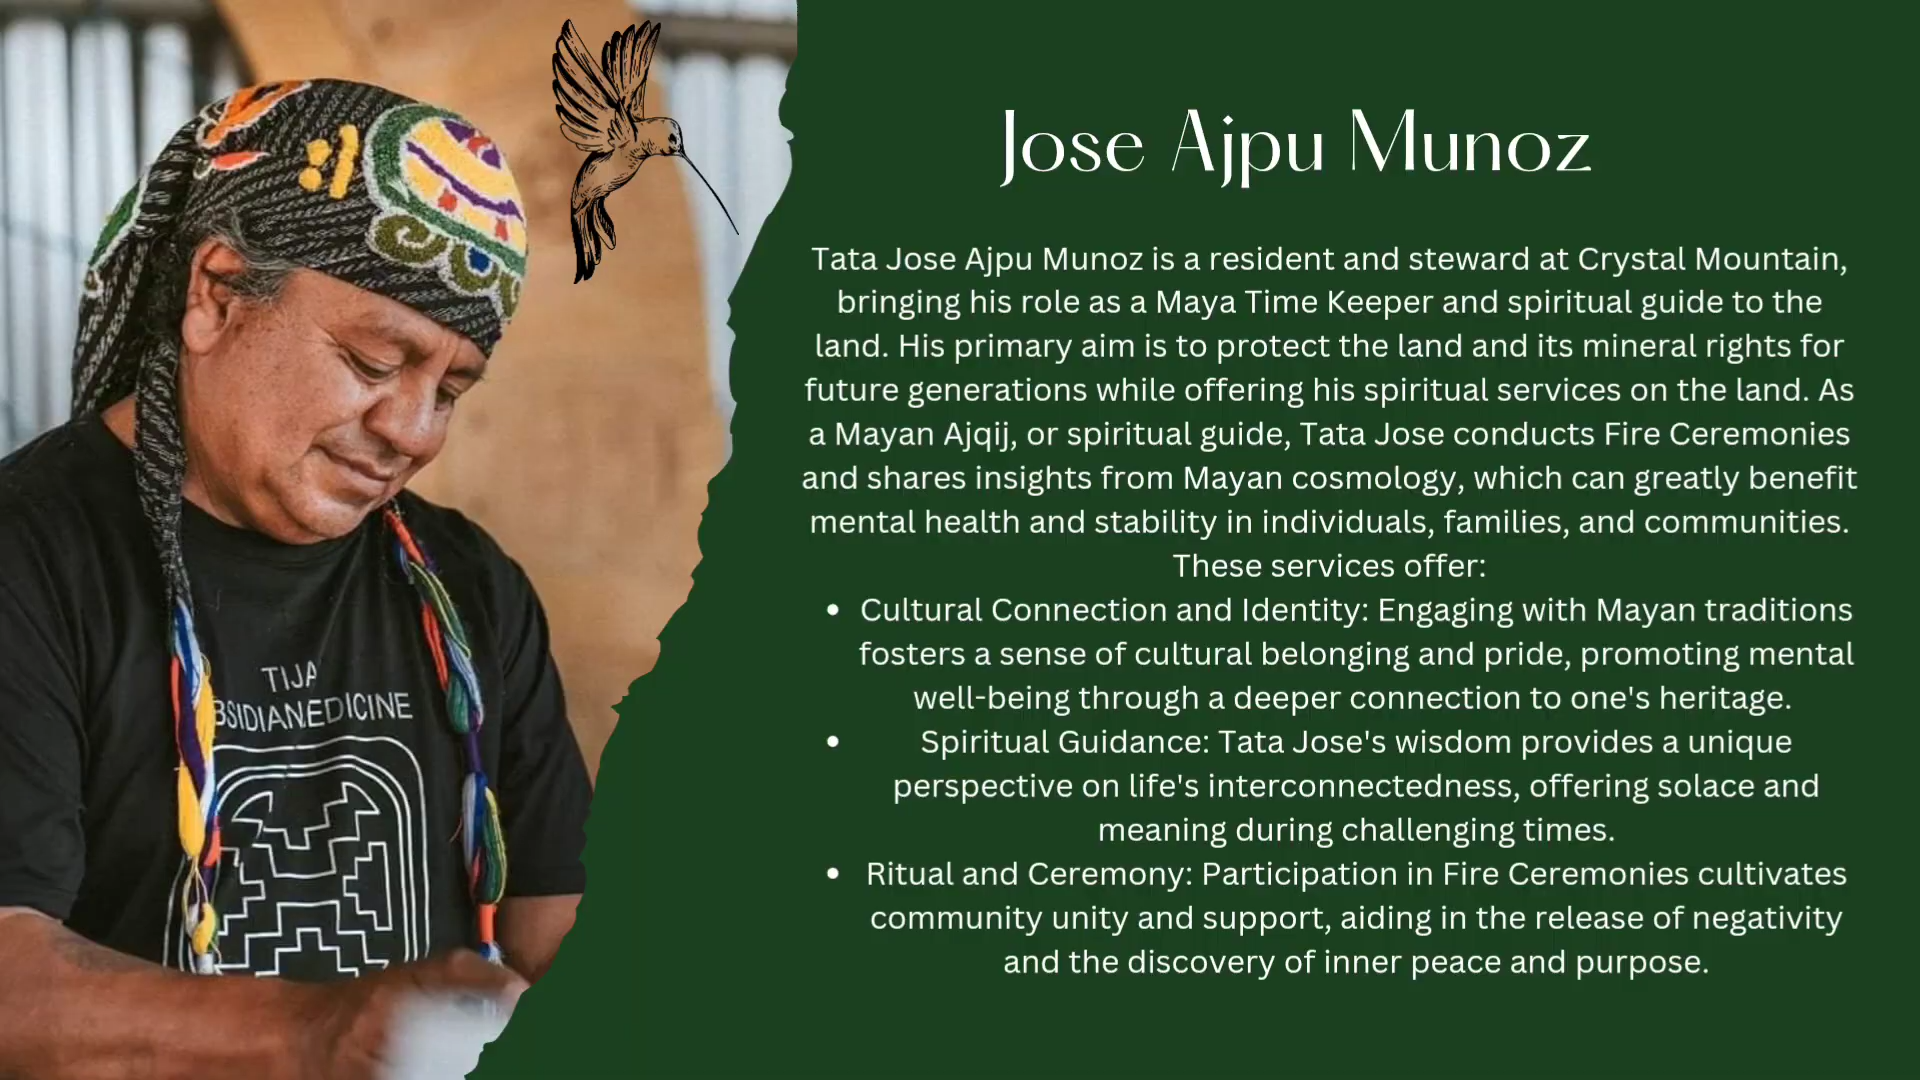 Jose Ajpu Munoz
Tata Jose Ajpu Munoz is a resident and steward at Crystal Mountain,
bringing his role as a Maya Time Keeper and spiritual guide to the
land. His primary aim is to protect the land and its mineral rights for
future generations while offering his spiritual services on the land. As
a Mayan Ajqij, or spiritual guide, Tata Jose conducts Fire Ceremonies
and shares insights from Mayan cosmology, which can greatly benefit
mental health and stability in individuals, families, and communities.
These services offer:
• Cultural Connection and Identity: Engaging with Mayan traditions
fosters a sense of cultural belonging and pride, promoting mental
well-being through a deeper connection to one's heritage.
• Spiritual Guidance: Tata Jose's wisdom provides a unique
perspective on life's interconnectedness, offering solace and
meaning during challenging times.
• Ritual and Ceremony: Participation in Fire Ceremonies cultivates
community unity and support, aiding in the release of negativity
and the discovery of inner peace and purpose.
TIJA
BSIDIAN EDICINE